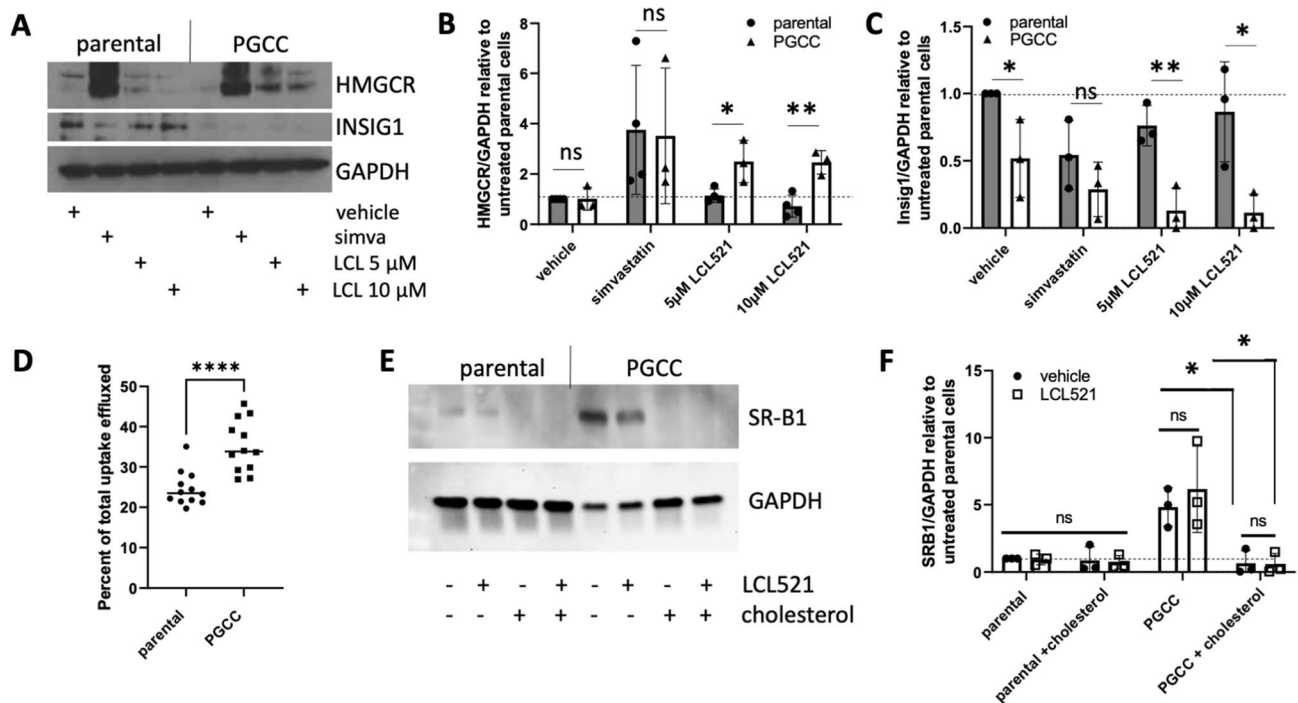 A
parental PGCC
HMGCR
INSIG1
GAPDH
+ + vehicle
+ + simva
+ + LCL 5 µM
+ + LCL 10 µM
B
HMGCR/GAPDH relative to
untreated parental cells
8
6
4
2
0
parental
PGCC
ns
ns
*
**
vehicle
simvastatin
5µM LCL521
10µM LCL521
C
Insig1/GAPDH relative to
untreated parental cells
1.5
1.0
0.5
0.0
parental
PGCC
*
ns
**
*
vehicle
simvastatin
5µM LCL521
10µM LCL521
D
Percent of total uptake effluxed
50
40
30
20
10
0
****
parental
PGCC
E
parental PGCC
SR-B1
GAPDH
- + - + - + - + LCL521
- - + + - - + + cholesterol
F
SRB1/GAPDH relative to
untreated parental cells
15
10
5
0
vehicle
LCL521
ns
ns
*
*
ns
parental
parental +cholesterol
PGCC
PGCC + cholesterol